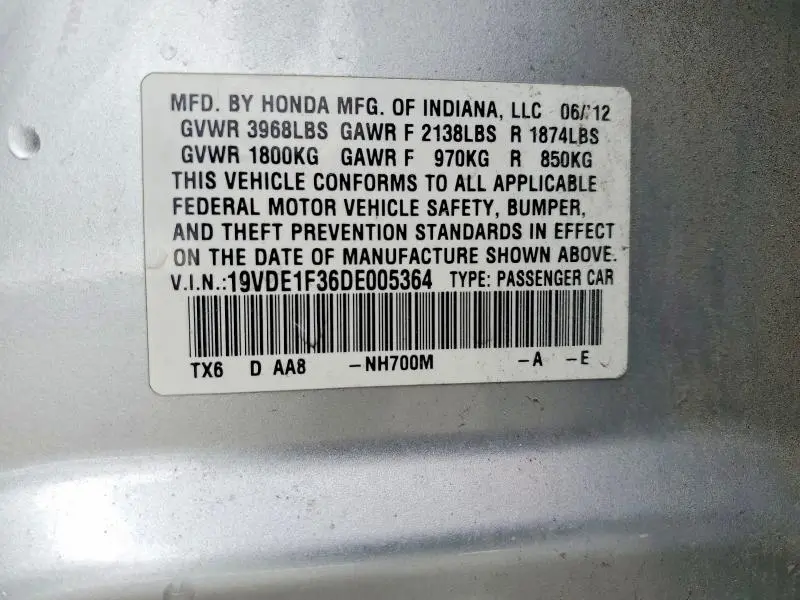 MFD. BY HONDA MFG. OF INDIANA, LLC 06/12
GVWR 3968LBS GAWR F 2138LBS R 1874LBS
GVWR 1800KG GAWR F 970KG R 850KG
THIS VEHICLE CONFORMS TO ALL APPLICABLE
FEDERAL MOTOR VEHICLE SAFETY, BUMPER,
AND THEFT PREVENTION STANDARDS IN EFFECT
ON THE DATE OF MANUFACTURE SHOWN ABOVE.
V.I.N.:19VDE1F36DE005364 TYPE: PASSENGER CAR
TX6 D AA8 -NH700M -A -E